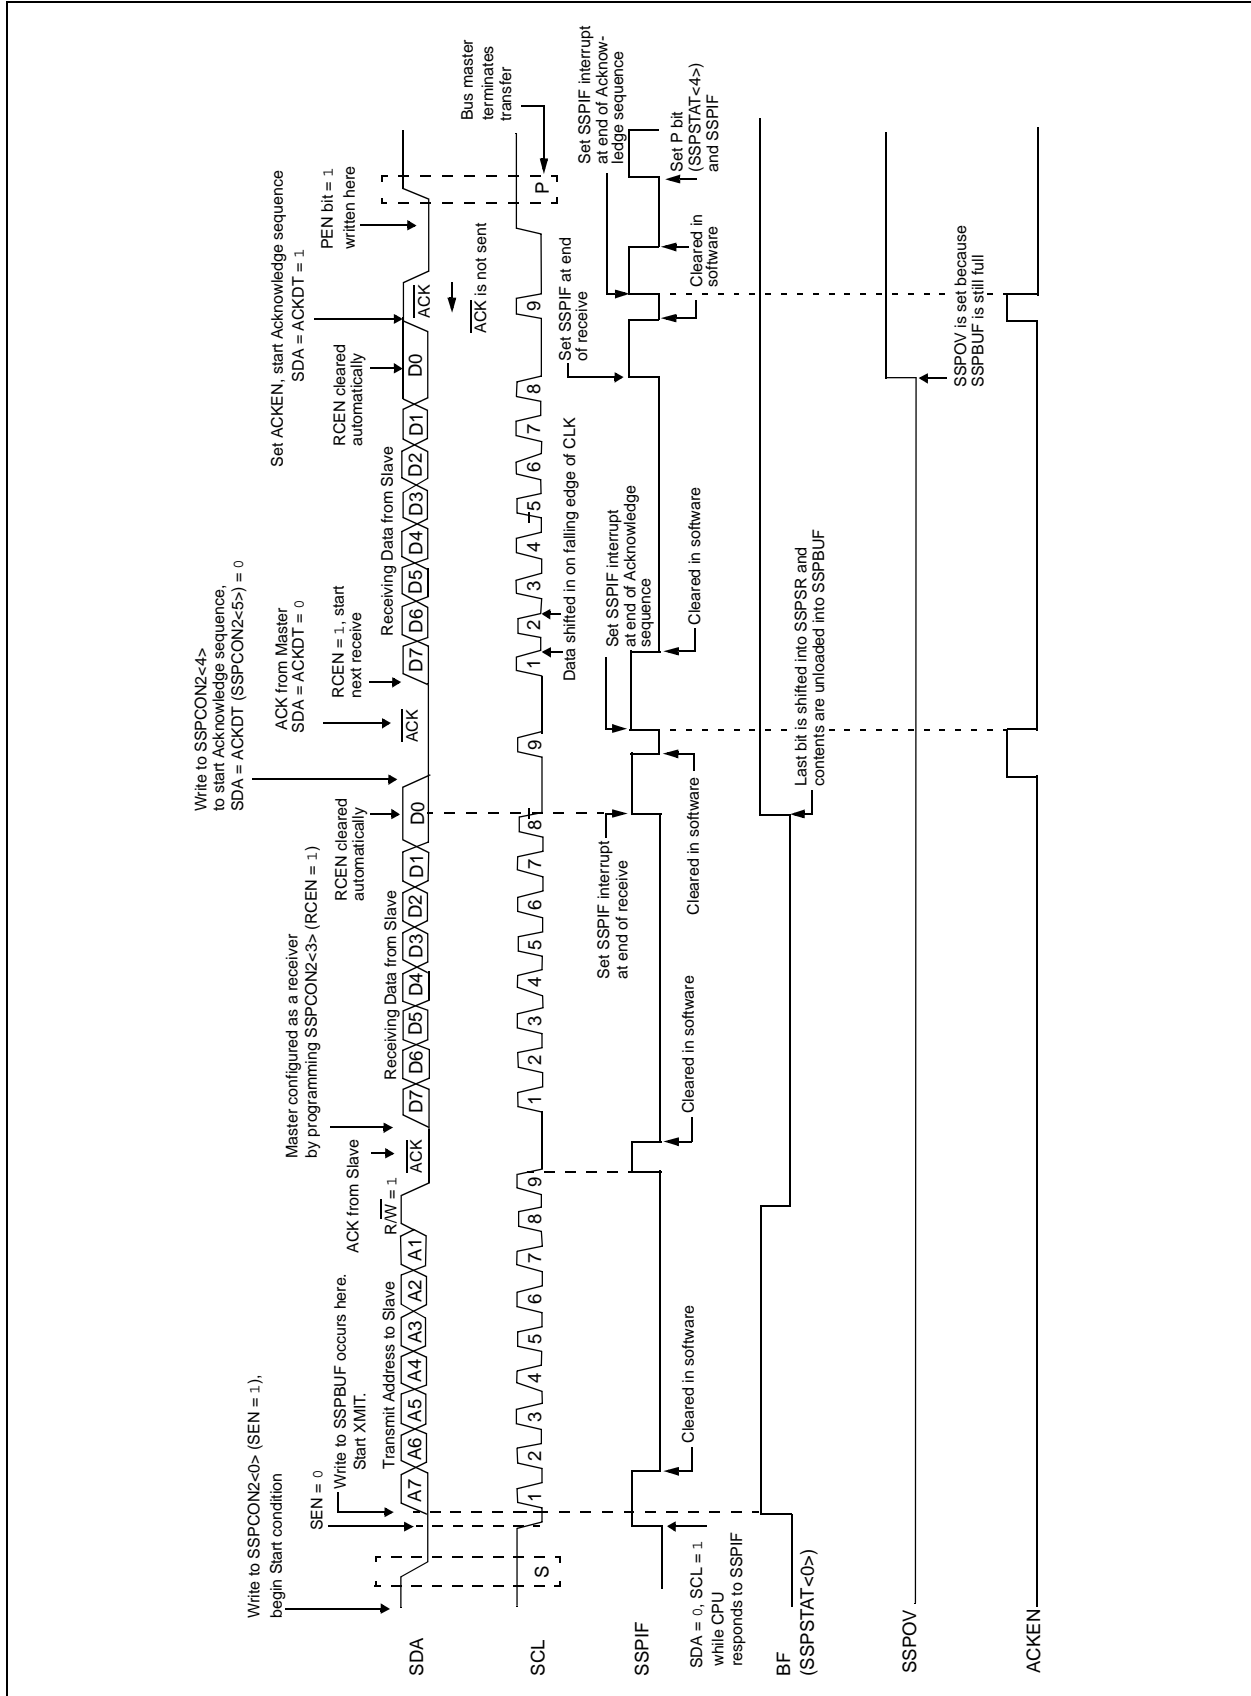 Write to SSPCON2<0> (SEN = 1),
begin Start condition
SEN = 0
Write to SSPBUF occurs here.
Start XMIT.
Transmit Address to Slave
R/W = 1
ACK from Slave
Master configured as a receiver
by programming SSPCON2<3> (RCEN = 1)
Receiving Data from Slave
RCEN cleared
automatically
Write to SSPCON2<4>
to start Acknowledge sequence,
SDA = ACKDT (SSPCON2<5>) = 0
ACK from Master
SDA = ACKDT = 0
RCEN = 1, start
next receive
Receiving Data from Slave
RCEN cleared
automatically
Set ACKEN, start Acknowledge sequence
SDA = ACKDT = 1
PEN bit = 1
written here
SDA
A7 A6 A5 A4 A3 A2 A1
ACK
D7 D6 D5 D4 D3 D2 D1 D0
ACK
D7 D6 D5 D4 D3 D2 D1 D0
ACK
ACK is not sent
Bus master
terminates
transfer
SCL
S
1 2 3 4 5 6 7 8 9
1 2 3 4 5 6 7 8 9
1 2 3 4 5 6 7 8 9
P
Data shifted in on falling edge of CLK
Set SSPIF interrupt
at end of receive
Set SSPIF interrupt
at end of Acknowledge
sequence
Set SSPIF at end
of receive
Set SSPIF interrupt
at end of Acknow-
ledge sequence
SSPIF
SDA = 0, SCL = 1
while CPU
responds to SSPIF
Cleared in software
Cleared in software
Cleared in software
Cleared in software
Cleared in
software
Set P bit
(SSPSTAT<4>)
and SSPIF
BF
(SSPSTAT<0>)
Last bit is shifted into SSPSR and
contents are unloaded into SSPBUF
SSPOV
SSPOV is set because
SSPBUF is still full
ACKEN